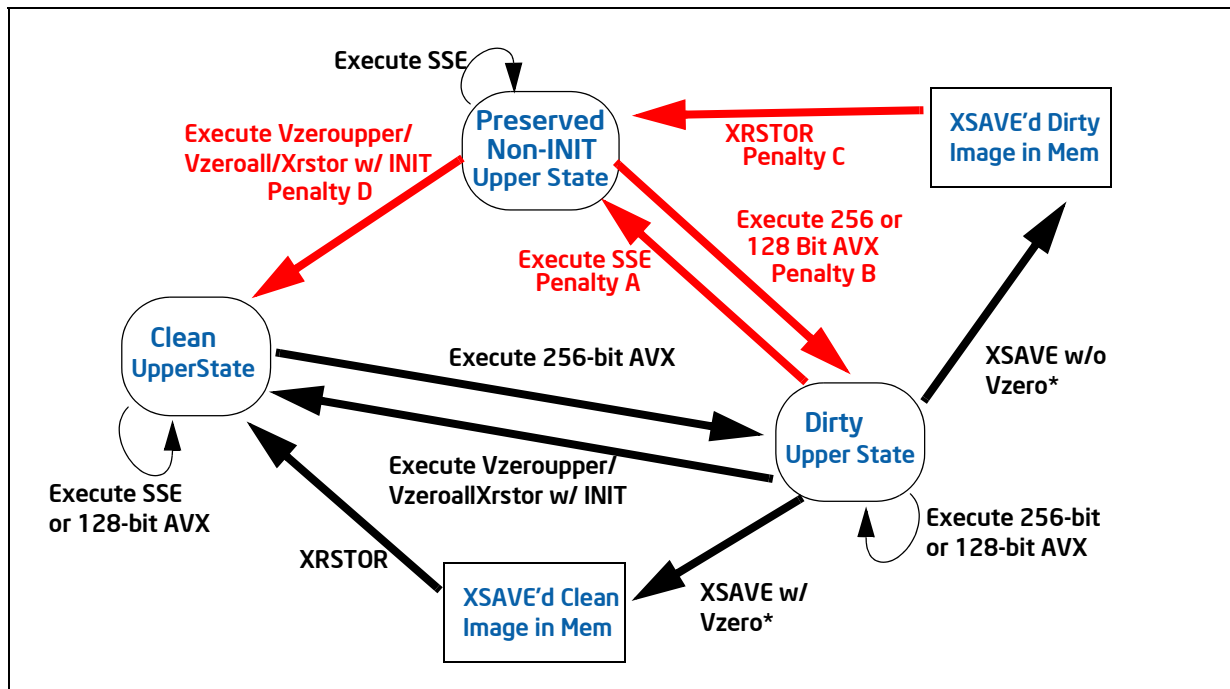 Execute SSE
Preserved
Non-INIT
Upper State
Execute Vzeroupper/
Vzeroall/Xrstor w/ INIT
Penalty D
XRSTOR
Penalty C
XSAVE'd Dirty
Image in Mem
Execute 256 or
128 Bit AVX
Penalty B
Execute SSE
Penalty A
Clean
UpperState
Execute 256-bit AVX
XSAVE w/o
Vzero*
Dirty
Upper State
Execute Vzeroupper/
VzeroallXrstor w/ INIT
Execute SSE
or 128-bit AVX
Execute 256-bit
or 128-bit AVX
XRSTOR
XSAVE'd Clean
Image in Mem
XSAVE w/
Vzero*